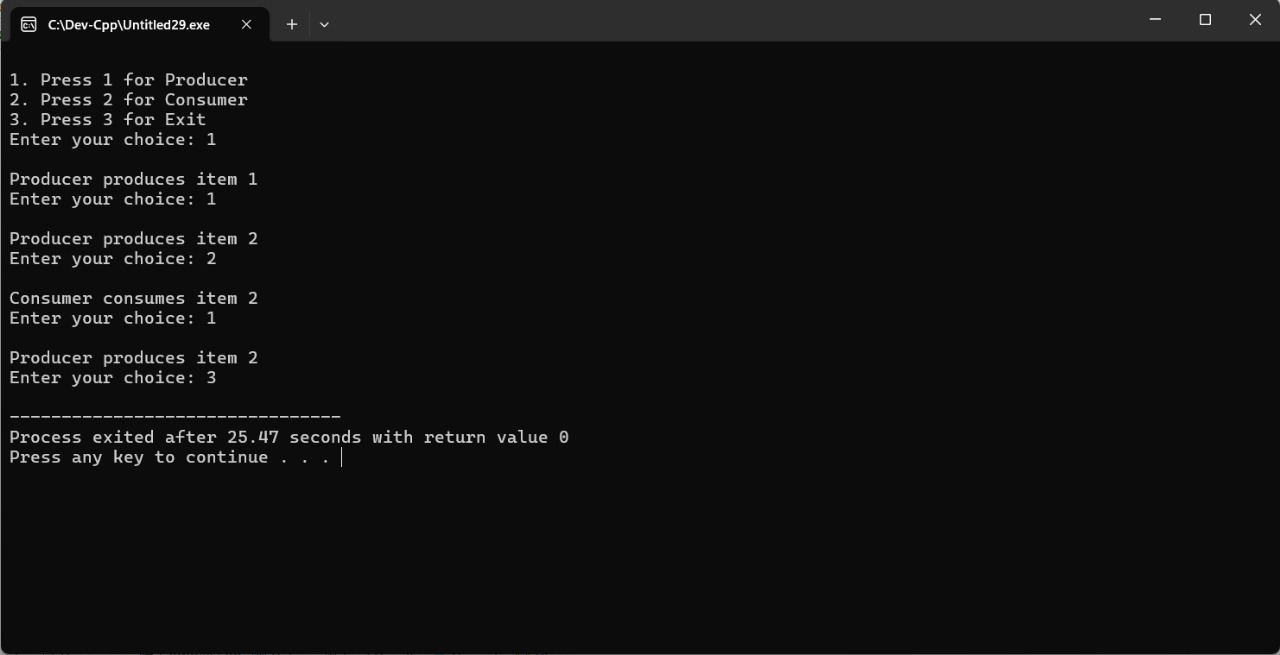 C:\Dev-Cpp\Untitled29.exe
1. Press 1 for Producer
2. Press 2 for Consumer
3. Press 3 for Exit
Enter your choice: 1
Producer produces item 1
Enter your choice: 1
Producer produces item 2
Enter your choice: 2
Consumer consumes item 2
Enter your choice: 1
Producer produces item 2
Enter your choice: 3
--------------------------------
Process exited after 25.47 seconds with return value 0
Press any key to continue . . .